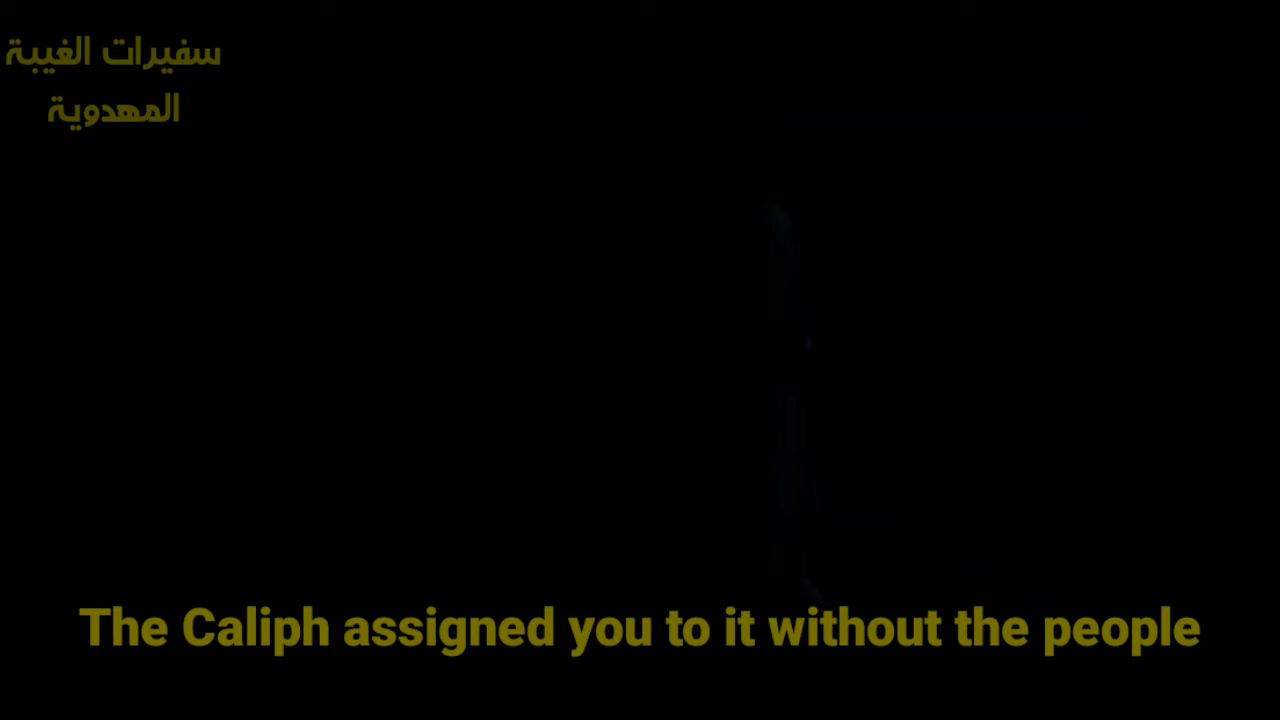 سفيرات الغيبة
المهدوية
The Caliph assigned you to it without the people